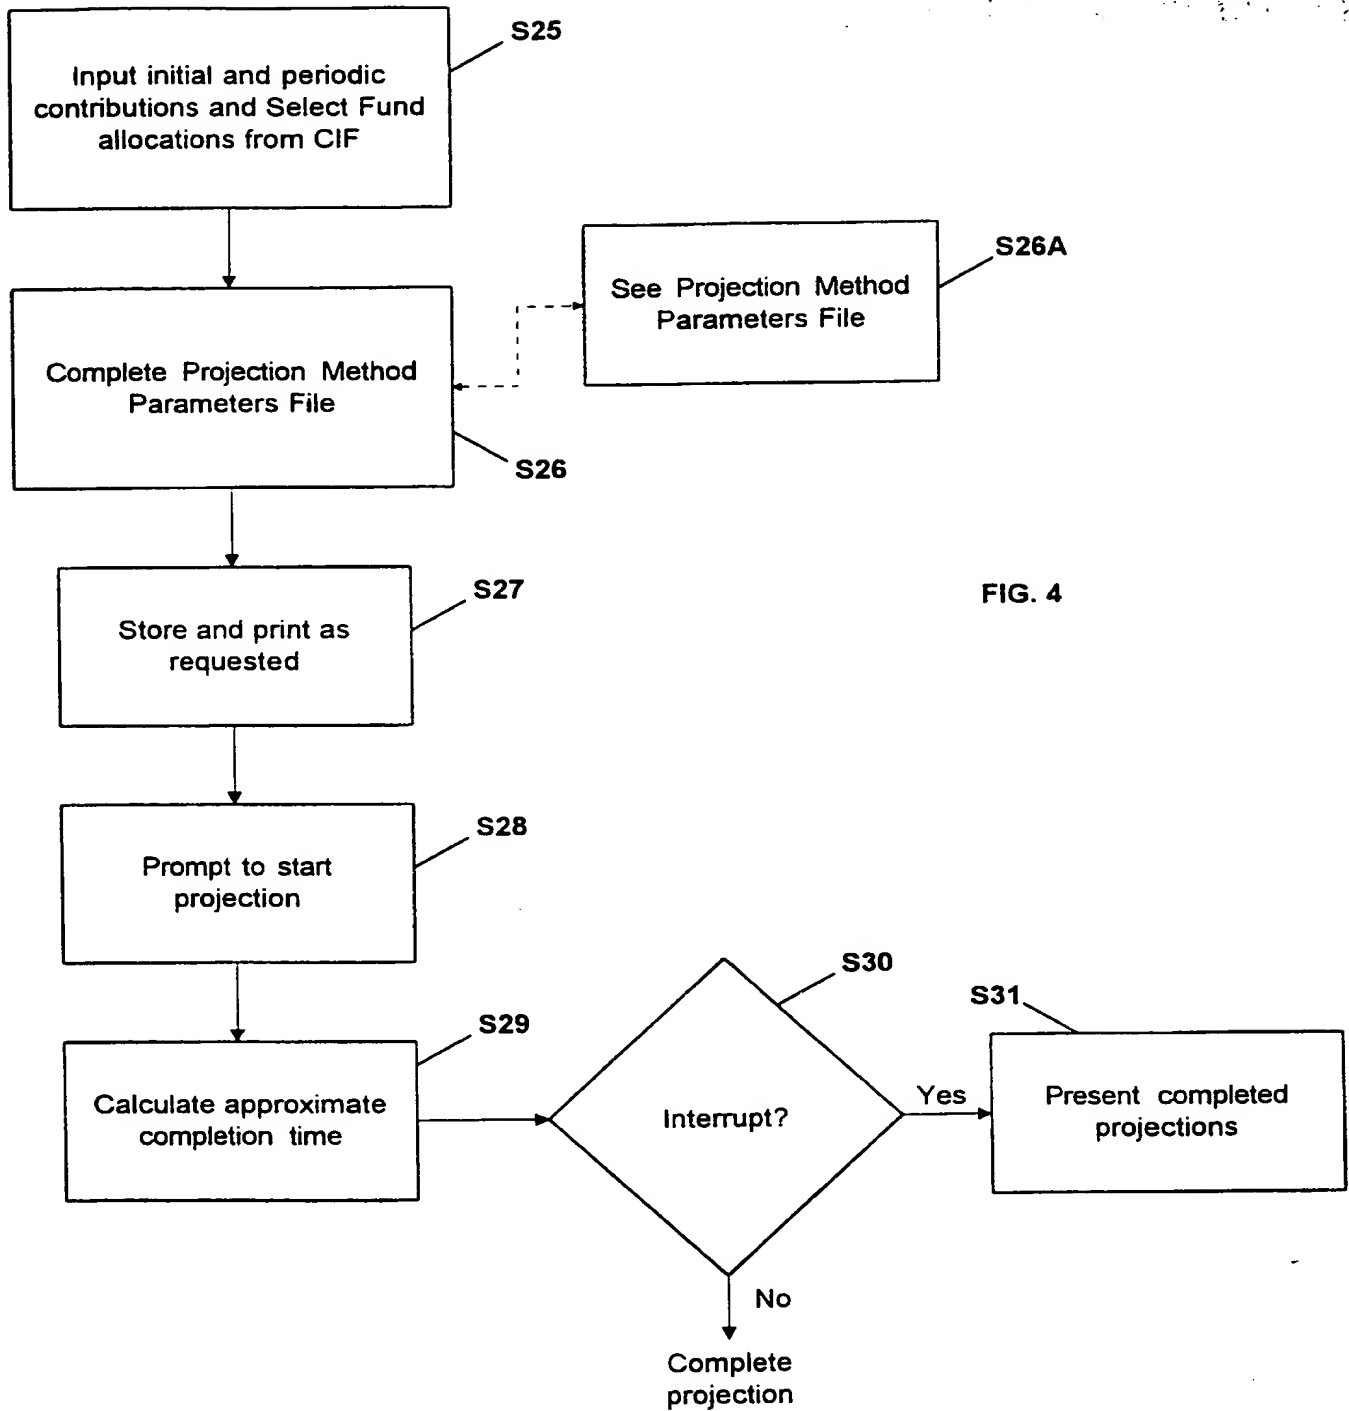 S25
Input initial and periodic
contributions and Select Fund
allocations from CIF
S26A
See Projection Method
Parameters File
Complete Projection Method
Parameters File
S26
S27
Store and print as
requested
FIG. 4
S28
Prompt to start
projection
S30
S31
S29
Calculate approximate
completion time
Interrupt?
Yes
Present completed
projections
No
Complete
projection